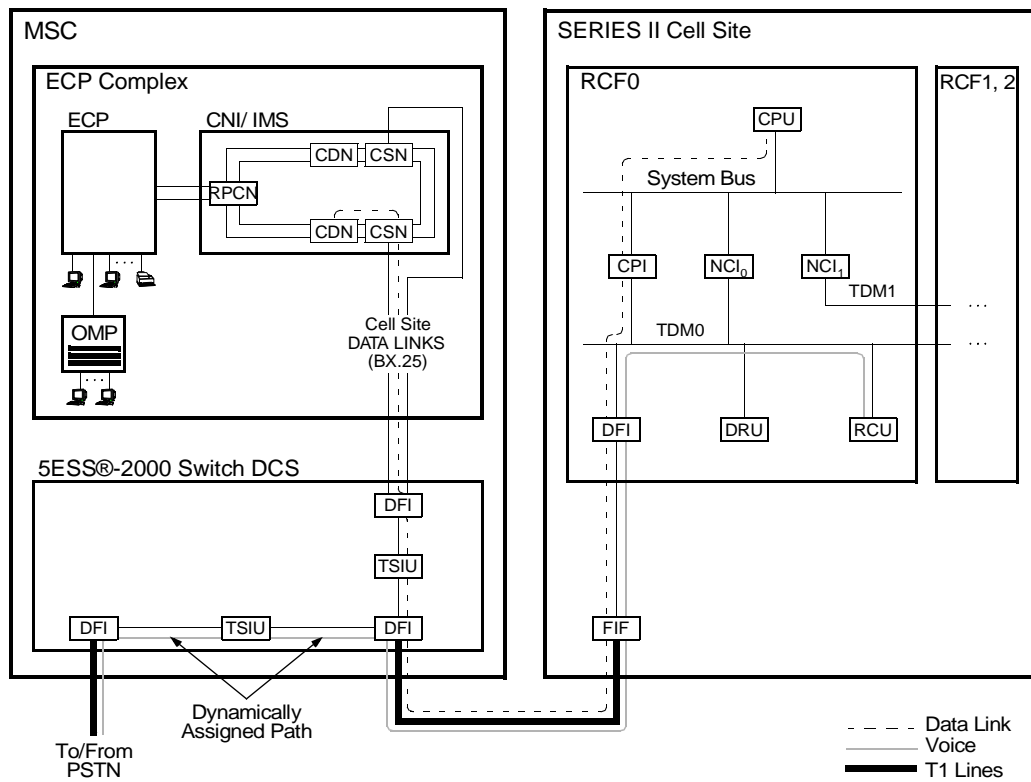 MSC
ECP Complex
ECP
CNI/ IMS
CDN
CSN
RPCN
CDN
CSN
. . .
OMP
. . .
Cell Site
DATA LINKS
(BX.25)
5ESS®-2000 Switch DCS
DFI
TSIU
DFI
TSIU
DFI
Dynamically
Assigned Path
To/From
PSTN
SERIES II Cell Site
RCF0
RCF1, 2
CPU
System Bus
CPI
NCI0
NCI1
TDM1
. . .
TDM0
. . .
DFI
DRU
RCU
FIF
Data Link
Voice
T1 Lines